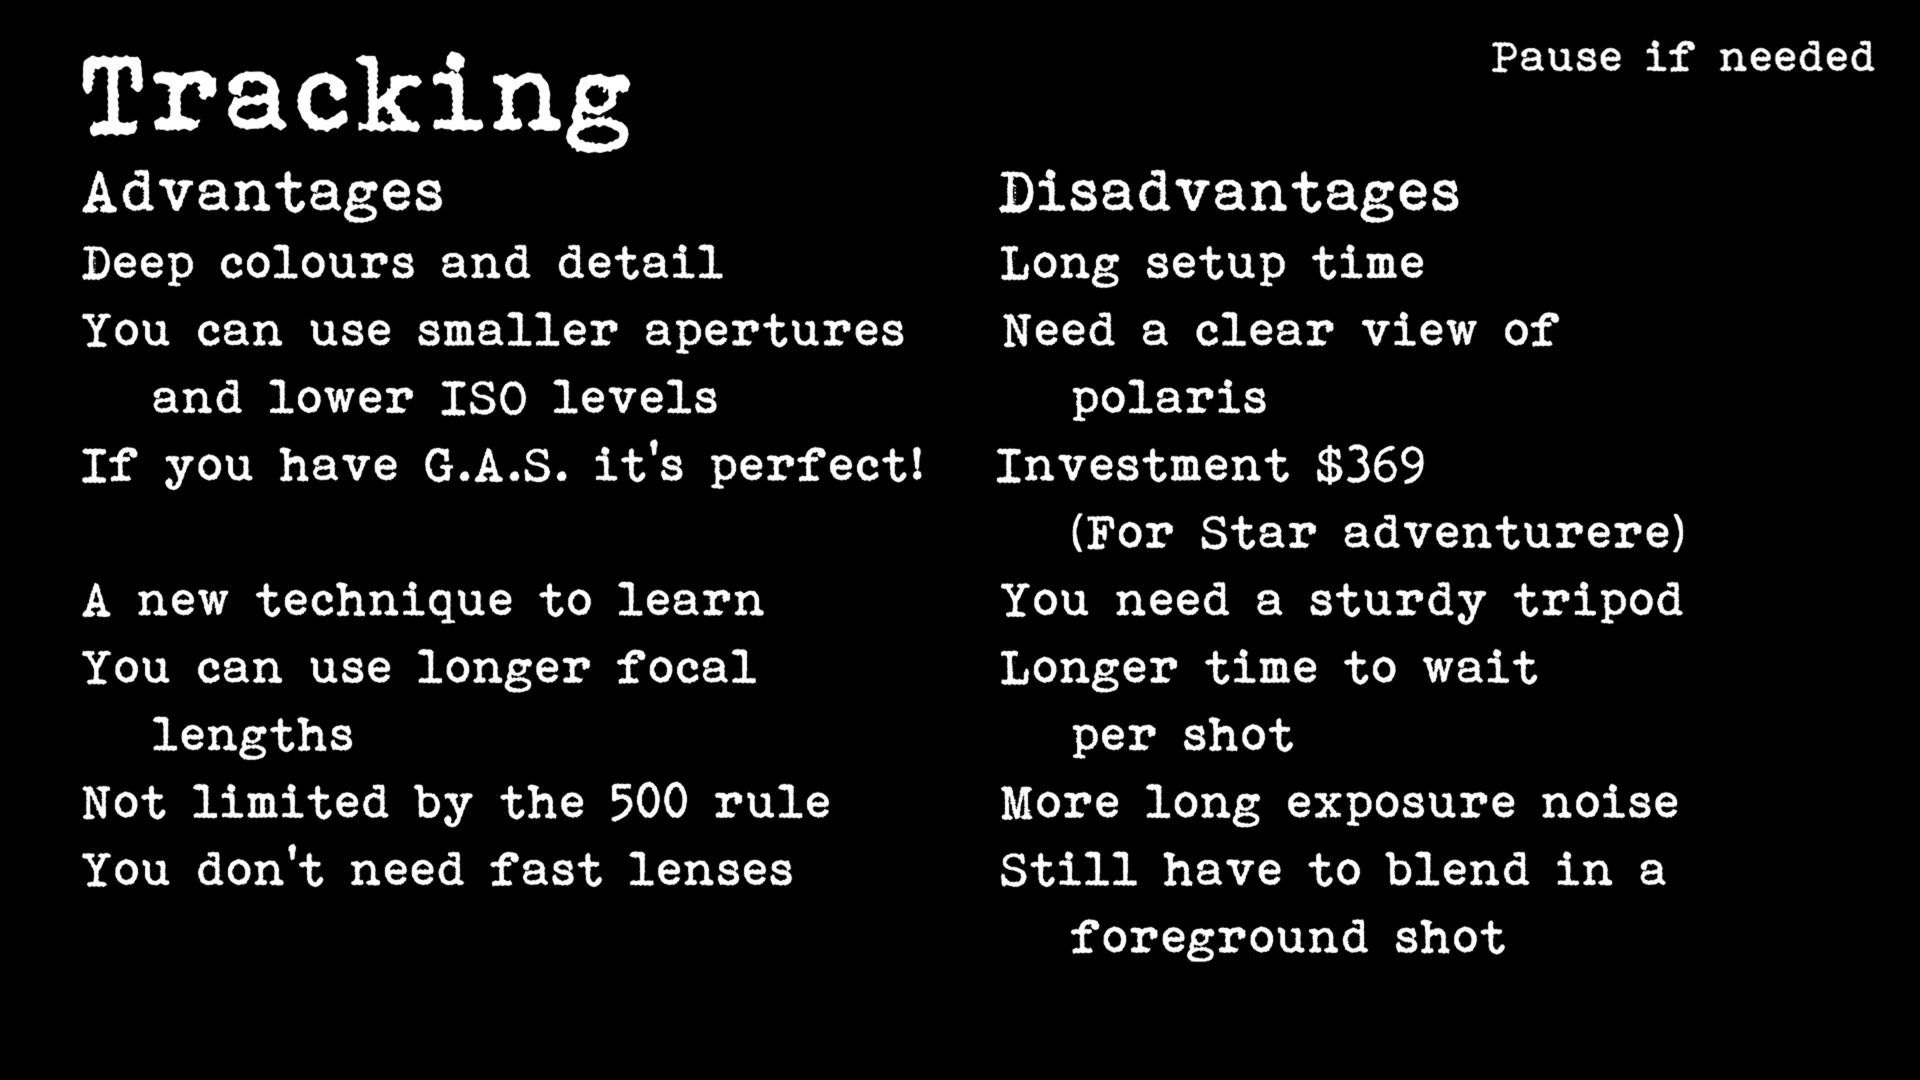 Tracking
Pause if needed
Advantages
Deep colours and detail
You can use smaller apertures
and lower ISO levels
If you have G.A.S. it's perfect!
A new technique to learn
You can use longer focal
lengths
Not limited by the 500 rule
You don't need fast lenses
Disadvantages
Long setup time
Need a clear view of
polaris
Investment $369
(For Star adventurere)
You need a sturdy tripod
Longer time to wait
per shot
More long exposure noise
Still have to blend in a
foreground shot